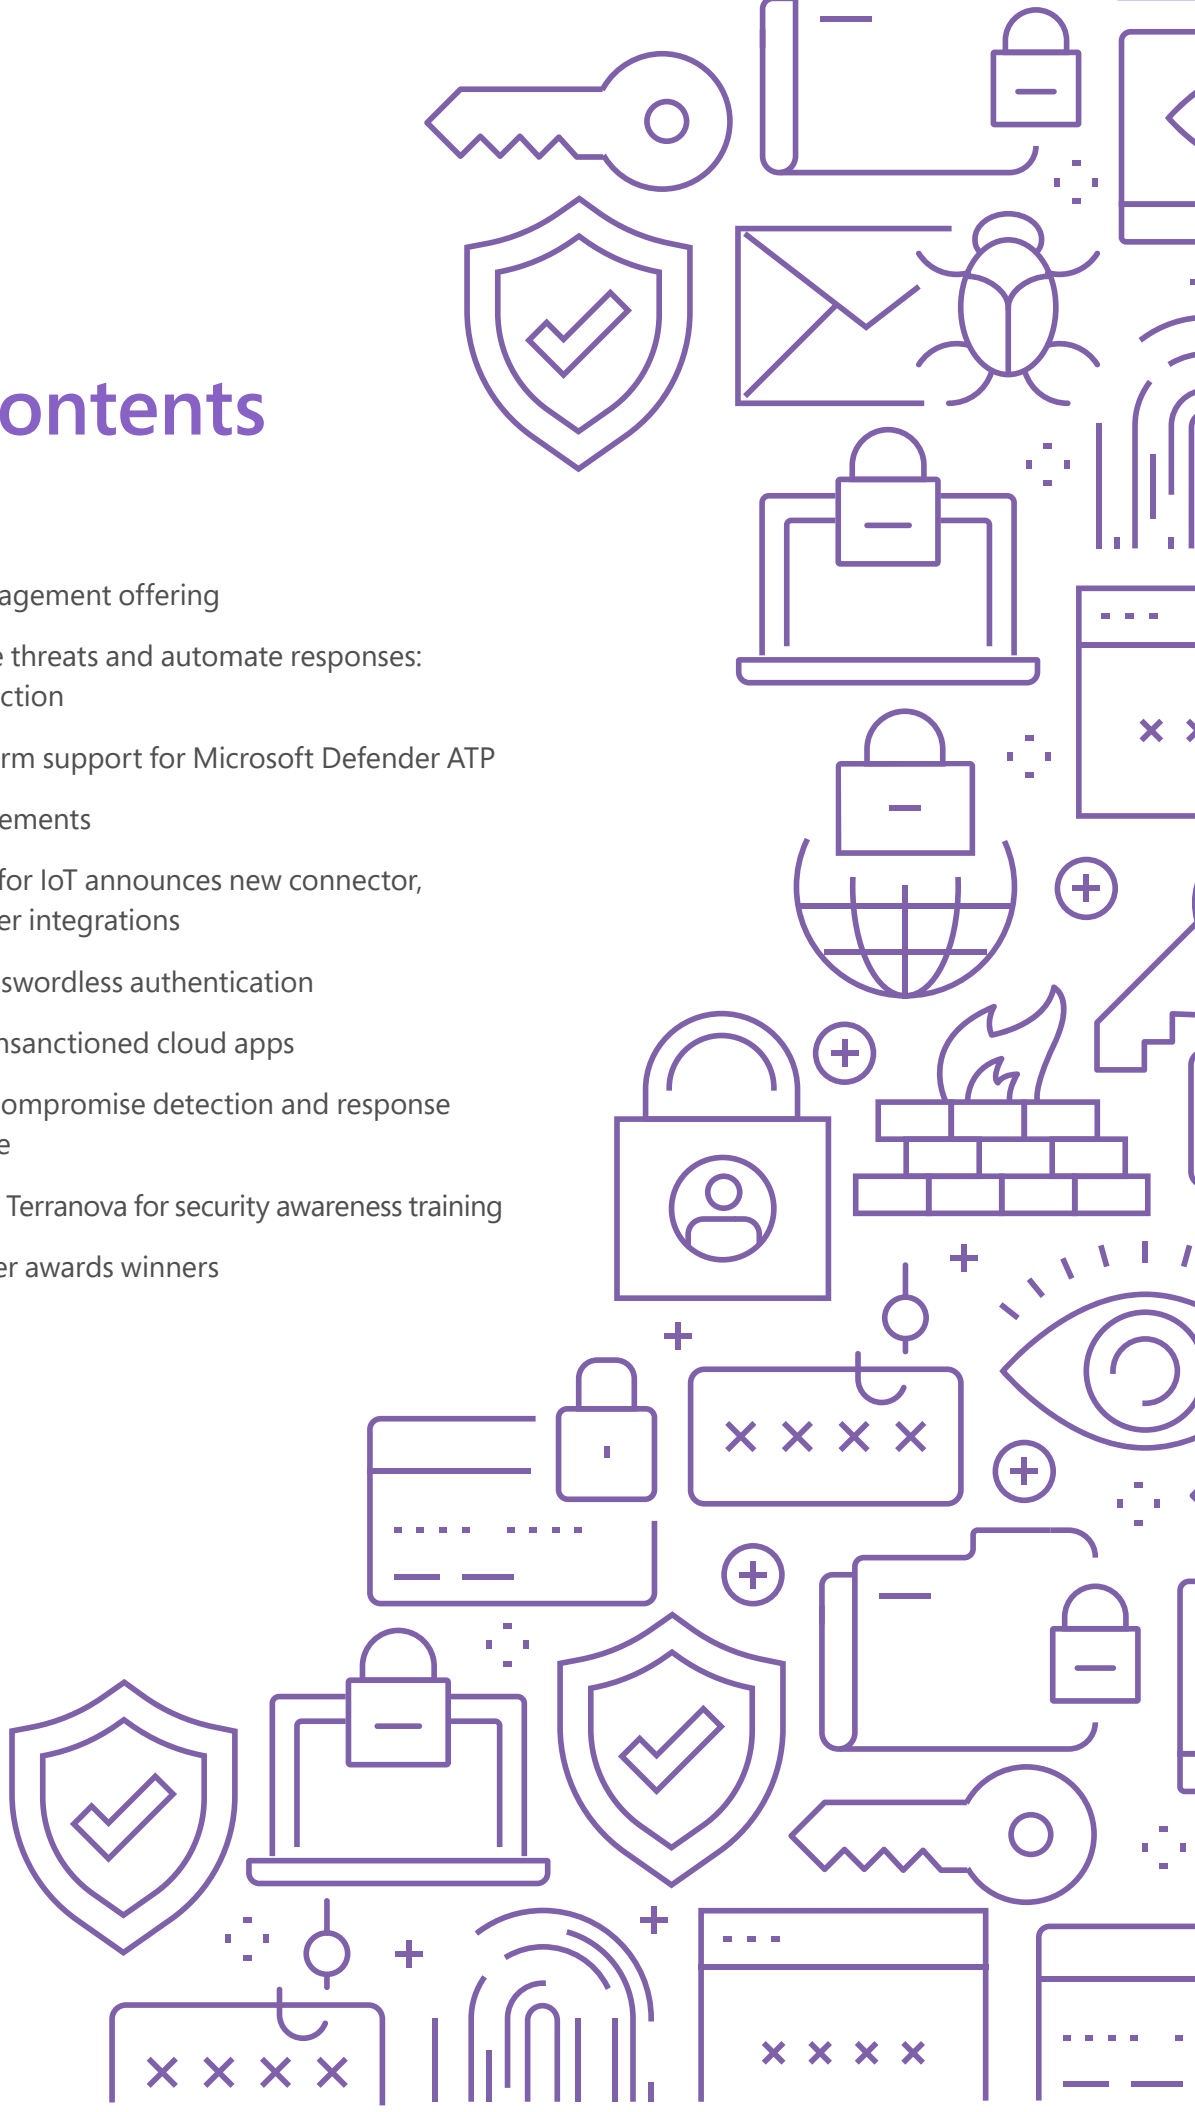 ontents
agement offering
e threats and automate responses:
ction
rm support for Microsoft Defender ATP
ements
for IoT announces new connector,
er integrations
swordless authentication
nsanctioned cloud apps
ompromise detection and response
e
Terranova for security awareness training
er awards winners